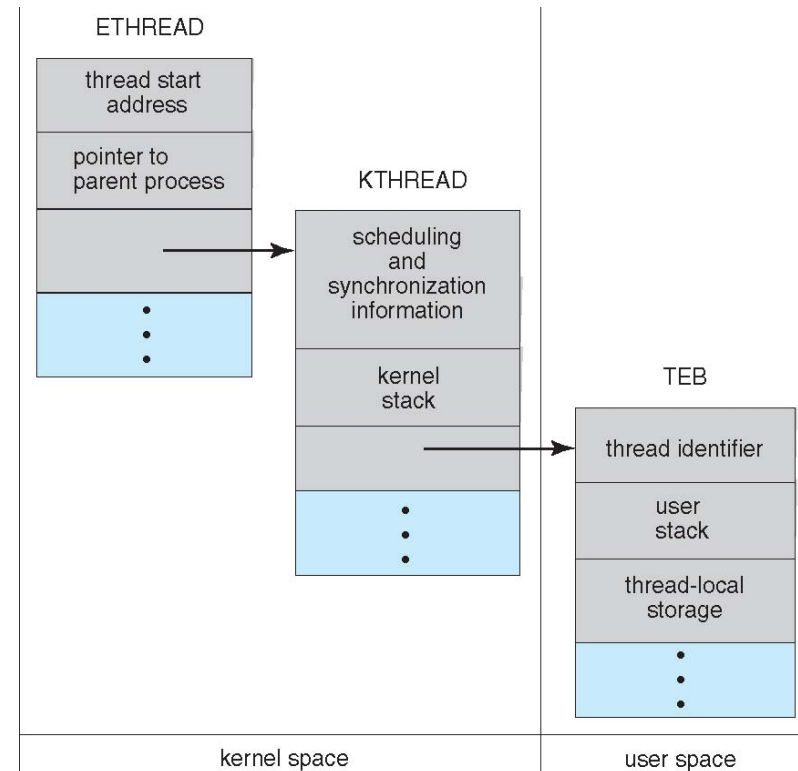 ETHREAD
thread start
address
pointer to
parent process
KTHREAD
scheduling
and
synchronization
information
kernel
stack
TEB
thread identifier
user
stack
thread-local
storage
kernel space
user space